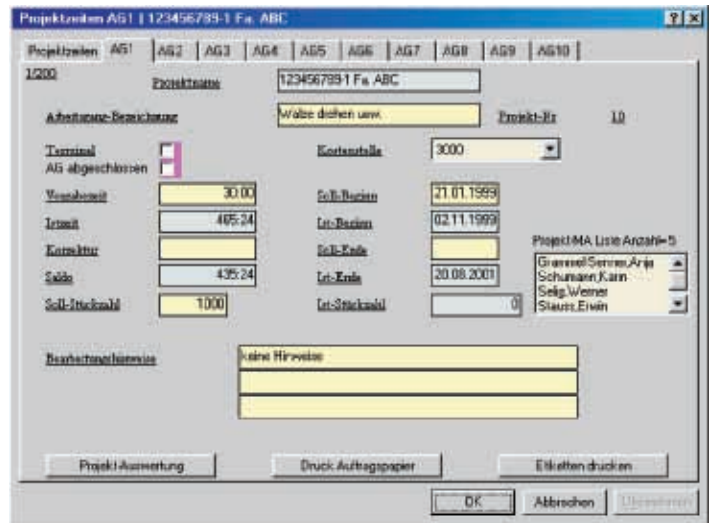 Projektzeiten AG1 | 123456789-1 Fa. ABC
Projektzeiten AG1 AG2 AG3 AG4 AG5 AG6 AG7 AG8 AG9 AG10
1/200
Projektname 123456789-1 Fa. ABC
Arbeitsgang-Bezeichnung Walze drehen usw. Projekt-Nr 10
Terminal Kostenstelle 3000
AG abgeschlossen
Vorgabezeit 30:00 Soll-Beginn 21.01.1999
Istzeit 465:24 Ist-Beginn 02.11.1999
Korrektur Soll-Ende
Projekt-MA Liste Anzahl=5
Saldo 435:24 Ist-Ende 20.08.2001
Soll-Stückzahl 1000 Ist-Stückzahl 0
Schumann,Karin
Selig,Werner
Stauss,Erwin
Bearbeitungshinweise keine Hinweise
Projekt-Auswertung Druck Auftragspapier Etiketten drucken
OK Abbrechen Übernehmen